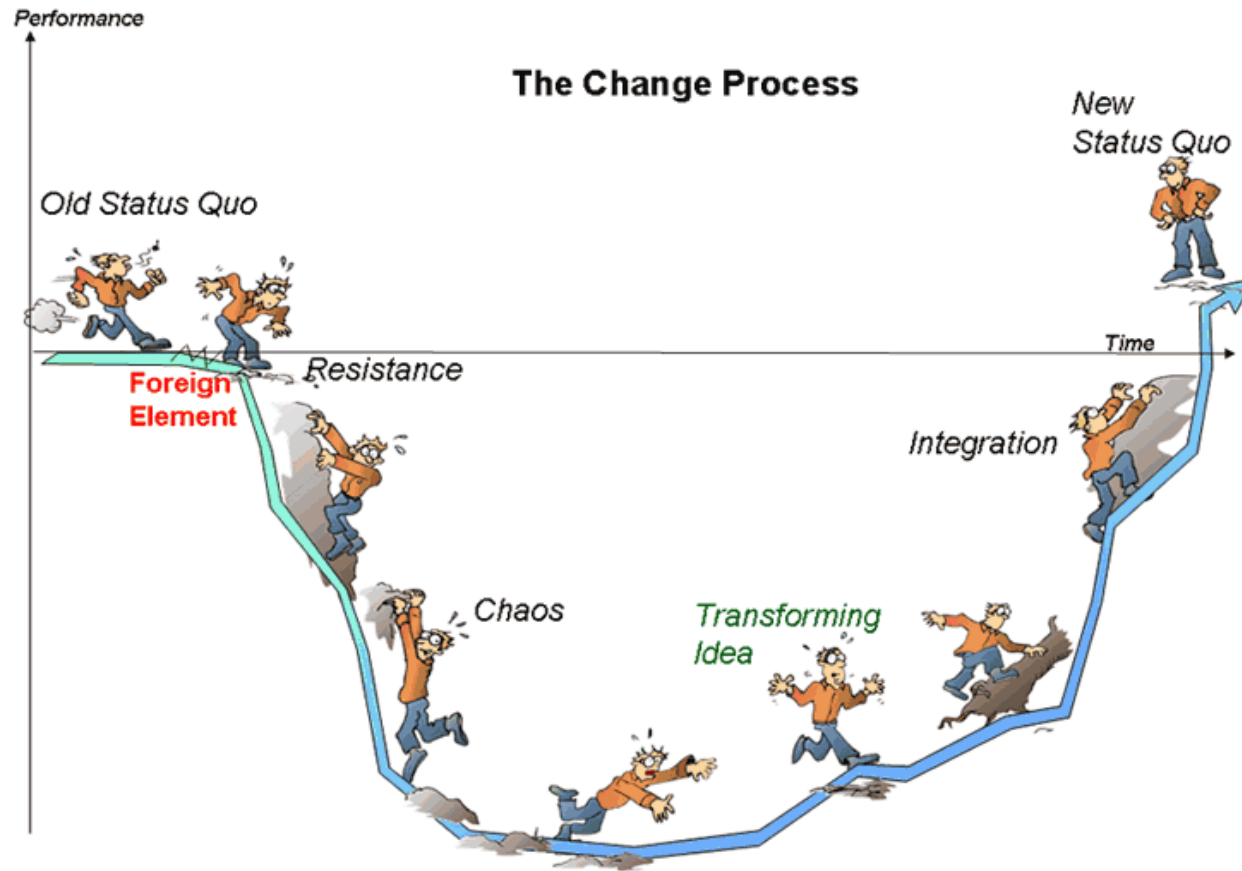 Performance
The Change Process
New
Status Quo
Old Status Quo
Time
Foreign
Element
Resistance
Integration
Chaos
Transforming
Idea